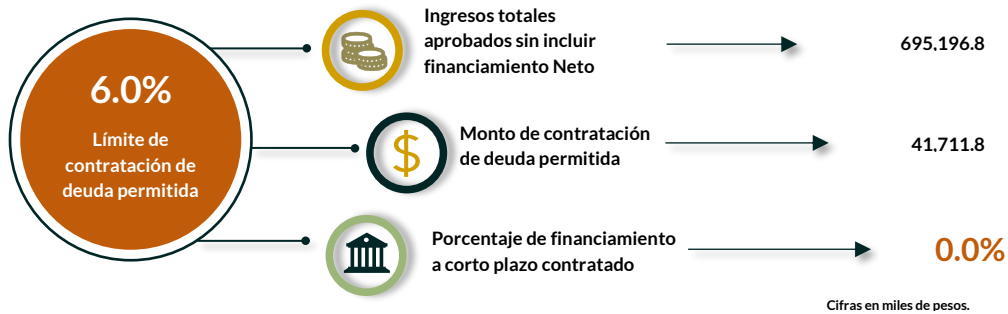 6.0%
Límite de
contratación de
deuda permitida
Ingresos totales
aprobados sin incluir
financiamiento Neto
695,196.8
$
Monto de contratación
de deuda permitida
41,711.8
Porcentaje de financiamiento
a corto plazo contratado
0.0%
Cifras en miles de pesos.